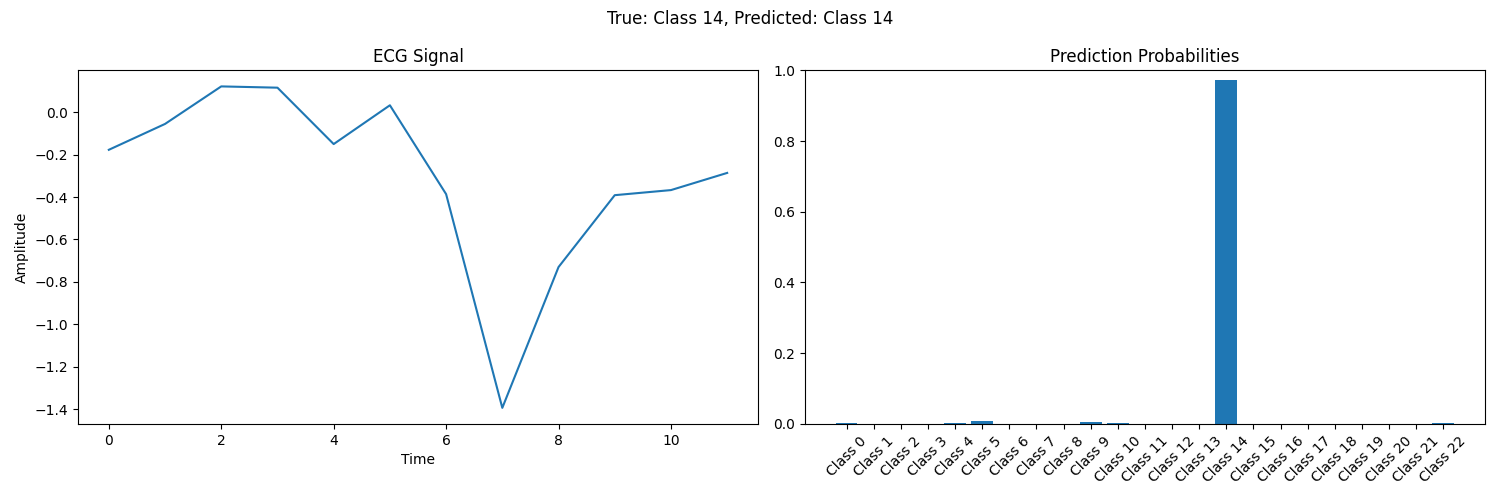 True: Class 14, Predicted: Class 14
ECG Signal
Amplitude
0.0
−0.2
−0.4
−0.6
−0.8
−1.0
−1.2
−1.4
0 2 4 6 8 10
Time
Prediction Probabilities
1.0
0.8
0.6
0.4
0.2
0.0
Class 0
Class 1
Class 2
Class 3
Class 4
Class 5
Class 6
Class 7
Class 8
Class 9
Class 10
Class 11
Class 12
Class 13
Class 14
Class 15
Class 16
Class 17
Class 18
Class 19
Class 20
Class 21
Class 22